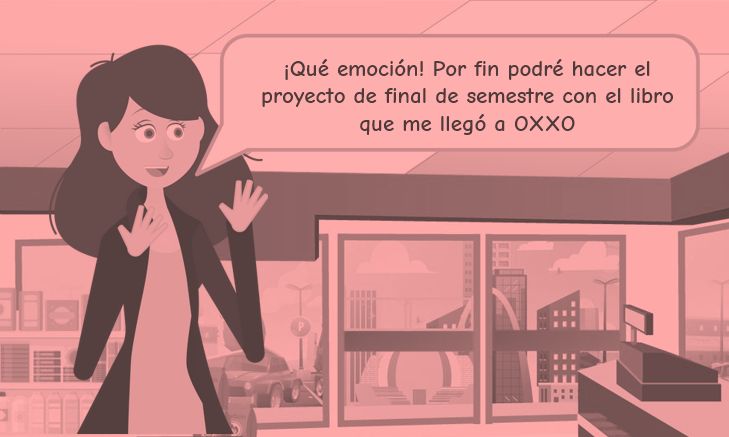 ¡Qué emoción! Por fin podré hacer el
proyecto de final de semestre con el libro
que me llegó a OXXO